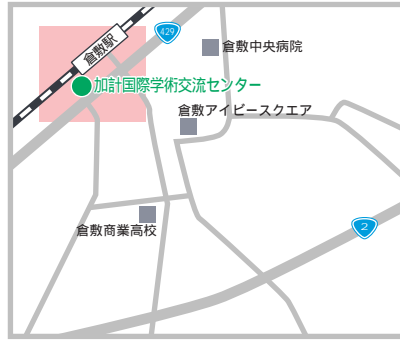 429
倉敷駅
倉敷中央病院
加計国際学術交流センター
倉敷アイビースクエア
倉敷商業高校
2